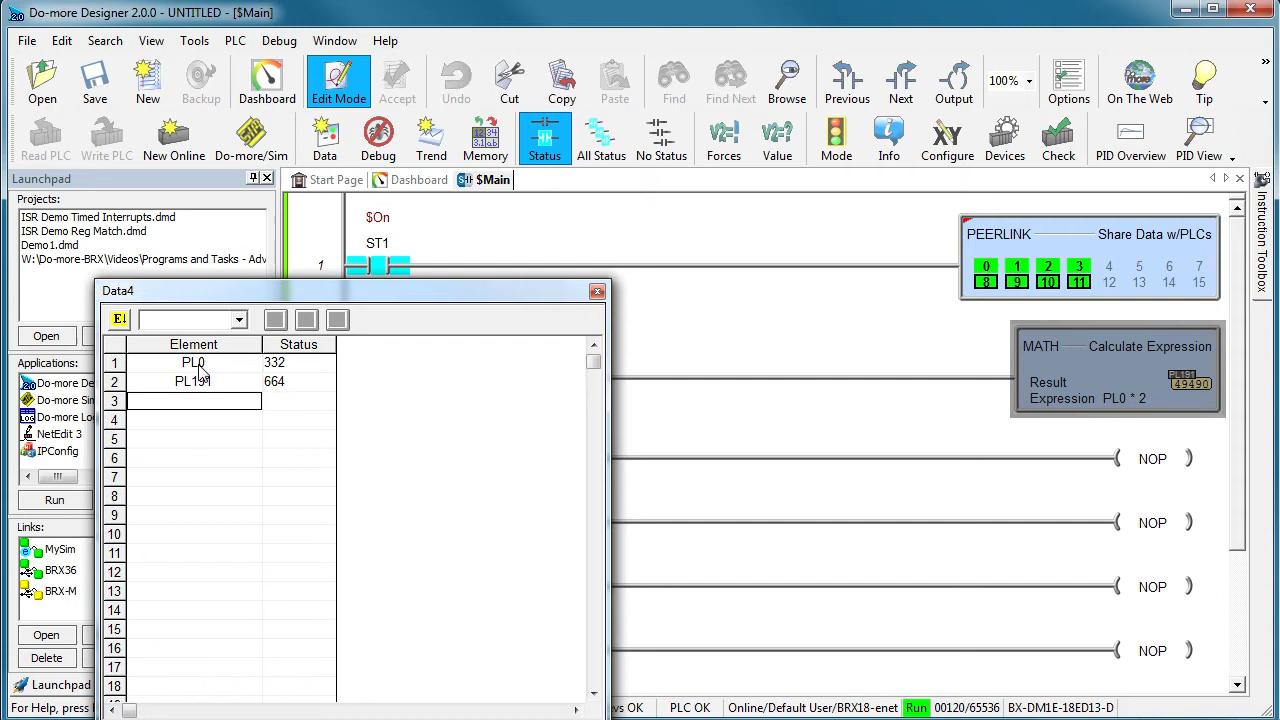 Do-more Designer 2.0.0 - UNTITLED - [$Main]
File Edit Search View Tools PLC Debug Window Help
Open Save New Backup Dashboard Edit Mode Accept Undo Cut Copy Paste Find Find Next Browse Previous Next Output 100% Options On The Web Tip
Read PLC Write PLC New Online Do-more/Sim Data Debug Trend Memory Status All Status No Status Forces Value Mode Info Configure Devices Check PID Overview PID View
Launchpad
Start Page Dashboard $Main
Instruction Toolbox
Projects:
ISR Demo Timed Interrupts.dmd
ISR Demo Reg Match.dmd
Demo1.dmd
W:\Do-more-BRX\Videos\Programs and Tasks - Adv
Open
Applications:
Do-more De
Do-more Sim
Do-more Lo
NetEdit 3
IPConfig
Run
Links:
MySim
BRX36
BRX-M
Open
Delete
Launchpad
$On
ST1
1
PEERLINK Share Data w/PLCs
0 1 2 3 4 5 6 7
8 9 10 11 12 13 14 15
MATH Calculate Expression
PL191
Result 49490
Expression PL0 * 2
NOP
NOP
NOP
NOP
Data4
Element Status
1 PL0 332
2 PL191 664
3
4
5
6
7
8
9
10
11
12
13
14
15
16
17
18
For Help, press
evs OK PLC OK Online/Default User/BRX18-enet Run 00120/65536 BX-DM1E-18ED13-D